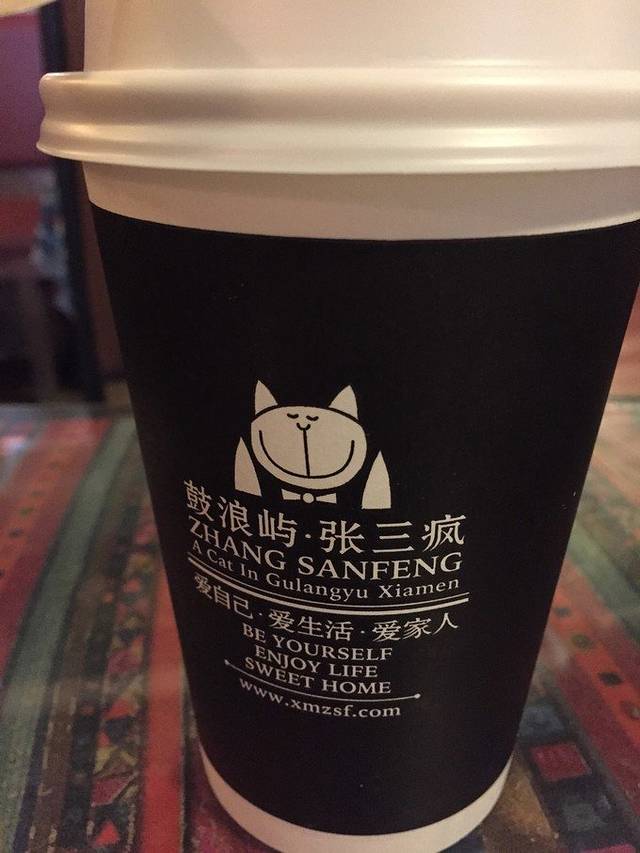 鼓浪屿·张三疯
ZHANG SANFENG
A Cat In Gulangyu Xiamen
爱自己·爱生活·爱家人
BE YOURSELF
ENJOY LIFE
SWEET HOME
www.xmzsf.com